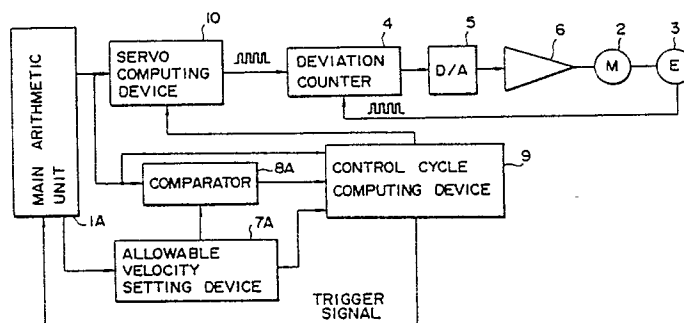 10
SERVO
COMPUTING
DEVICE
4
DEVIATION
COUNTER
5
D/A
6
2
M
3
E
MAIN ARITHMETIC
UNIT
1A
8A
COMPARATOR
9
CONTROL CYCLE
COMPUTING DEVICE
7A
ALLOWABLE
VELOCITY
SETTING DEVICE
TRIGGER
SIGNAL